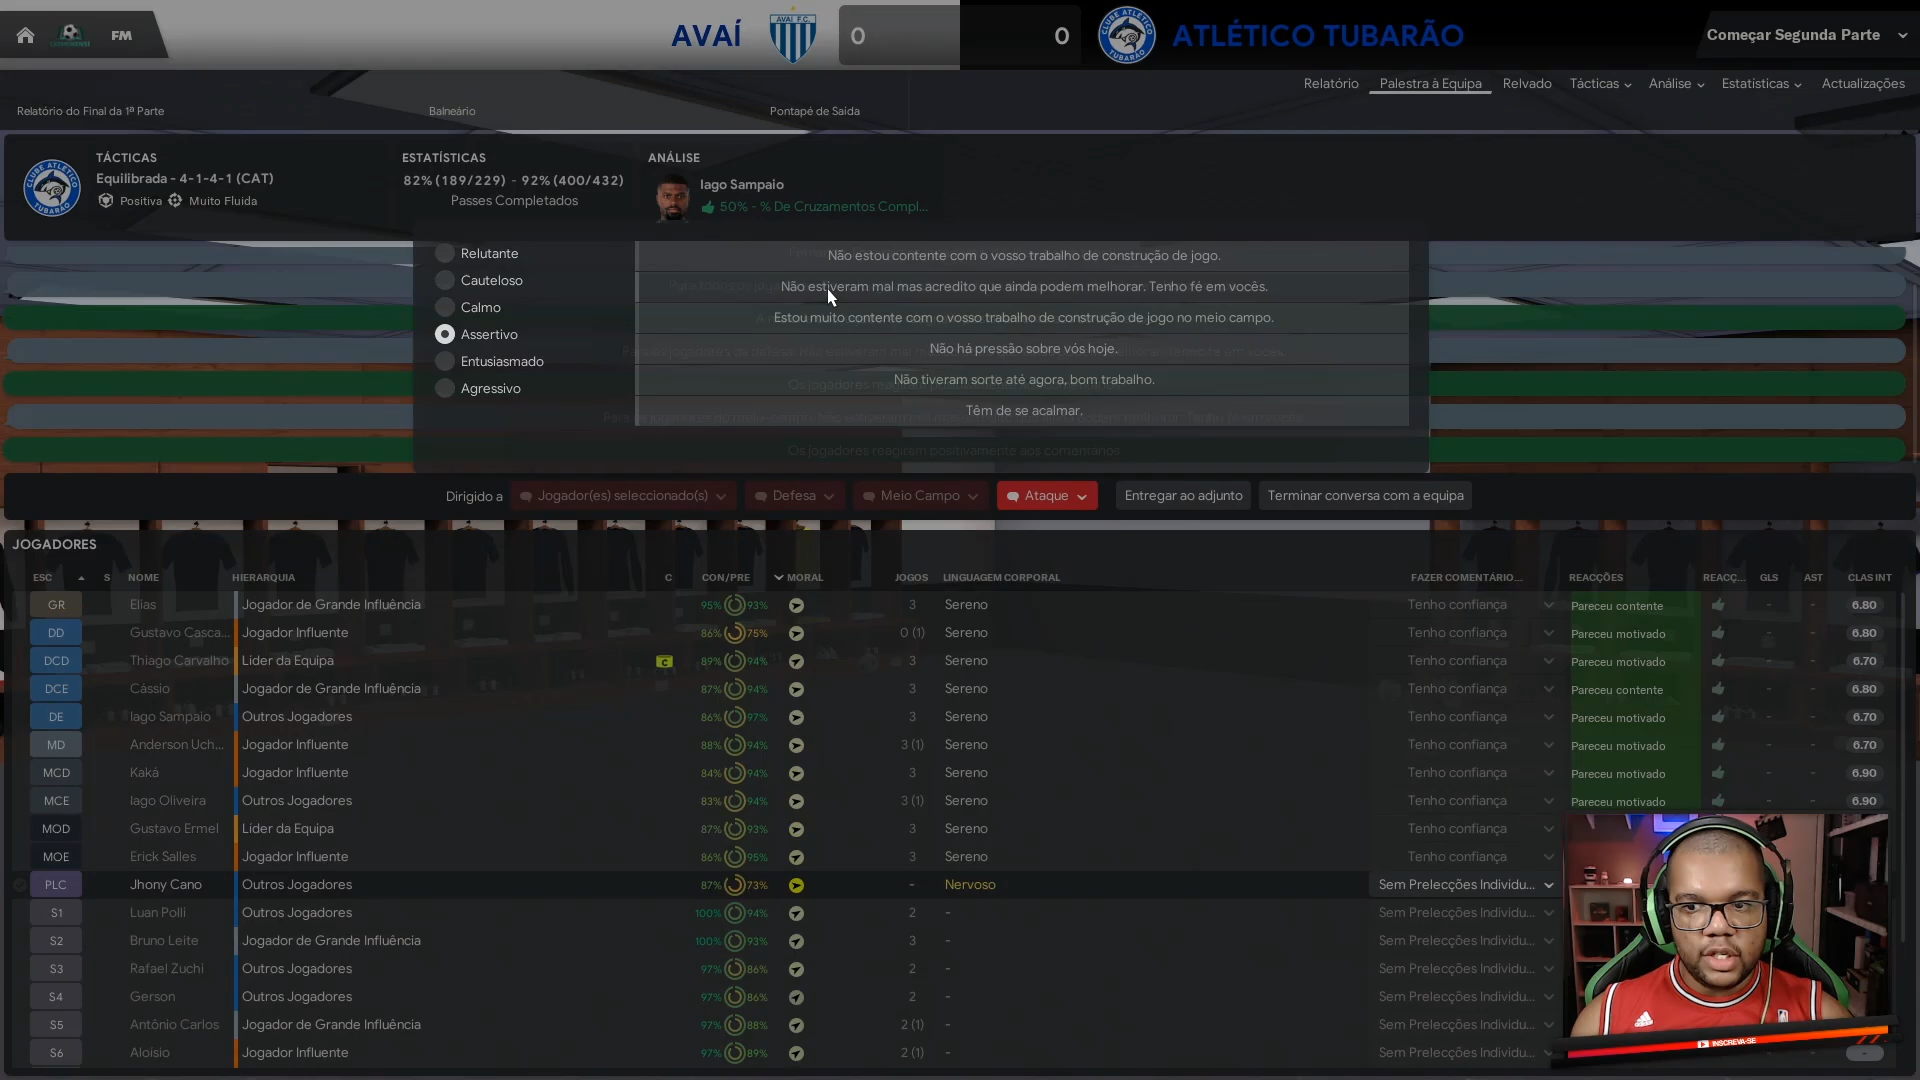 FM
AVAÍ
AVAÍ F.C.
0
0
ATLÉTICO TUBARÃO
Começar Segunda Parte
Relatório
Palestra à Equipa
Relvado
Tácticas
Análise
Estatísticas
Actualizações
Relatório do Final da 1ª Parte
Balneário
Pontapé de Saída
TÁCTICAS
Equilibrada - 4-1-4-1 (CAT)
Positiva
Muito Fluida
ESTATÍSTICAS
82% (189/229) - 92% (400/432)
Passes Completados
ANÁLISE
Iago Sampaio
50% - % De Cruzamentos Compl...
Relutante
Cauteloso
Calmo
Assertivo
Entusiasmado
Agressivo
Não estou contente com o vosso trabalho de construção de jogo.
Não estiveram mal mas acredito que ainda podem melhorar. Tenho fé em vocês.
Estou muito contente com o vosso trabalho de construção de jogo no meio campo.
Não há pressão sobre vós hoje.
Não tiveram sorte até agora, bom trabalho.
Têm de se acalmar.
Os jogadores reagiram positivamente aos comentários
Dirigido a
Jogador(es) seleccionado(s)
Defesa
Meio Campo
Ataque
Entregar ao adjunto
Terminar conversa com a equipa
JOGADORES
ESC S NOME HIERARQUIA C CON/PRE MORAL JOGOS LINGUAGEM CORPORAL FAZER COMENTÁRIO... REACÇÕES REACÇ... GLS AST CLAS INT
GR Elias Jogador de Grande Influência 95% 93% 3 Sereno Tenho confiança Pareceu contente - - 6.80
DD Gustavo Casca... Jogador Influente 86% 75% 0 (1) Sereno Tenho confiança Pareceu motivado - - 6.80
DCD Thiago Carvalho Líder da Equipa C 89% 94% 3 Sereno Tenho confiança Pareceu motivado - - 6.70
DCE Cássio Jogador de Grande Influência 87% 94% 3 Sereno Tenho confiança Pareceu contente - - 6.80
DE Iago Sampaio Outros Jogadores 86% 97% 3 Sereno Tenho confiança Pareceu motivado - - 6.70
MD Anderson Uch... Jogador Influente 88% 94% 3 (1) Sereno Tenho confiança Pareceu motivado - - 6.70
MCD Kaká Jogador Influente 84% 94% 3 Sereno Tenho confiança Pareceu motivado - - 6.90
MCE Iago Oliveira Outros Jogadores 83% 94% 3 (1) Sereno Tenho confiança Pareceu motivado - - 6.90
MOD Gustavo Ermel Líder da Equipa 87% 93% 3 Sereno Tenho confiança
MOE Erick Salles Jogador Influente 86% 95% 3 Sereno Tenho confiança
PLC Jhony Cano Outros Jogadores 87% 73% - Nervoso Sem Prelecções Individu...
S1 Luan Polli Outros Jogadores 100% 94% 2 - Sem Prelecções Individu...
S2 Bruno Leite Jogador de Grande Influência 100% 93% 3 - Sem Prelecções Individu...
S3 Rafael Zuchi Outros Jogadores 97% 86% 2 - Sem Prelecções Individu...
S4 Gerson Outros Jogadores 97% 86% 2 - Sem Prelecções Individu...
S5 Antônio Carlos Jogador de Grande Influência 97% 88% 2 (1) - Sem Prelecções Individu...
S6 Aloísio Jogador Influente 97% 89% 2 (1) - Sem Prelecções Individu... -
INSCREVA-SE